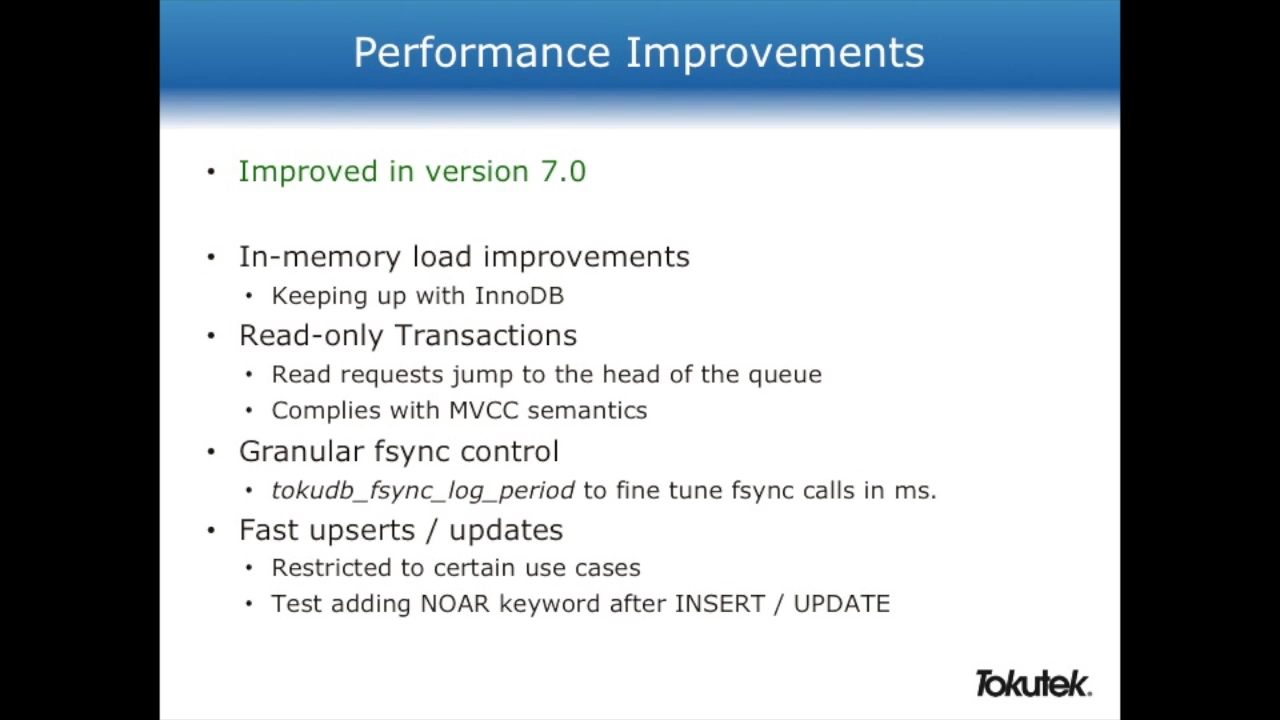 Performance Improvements
• Improved in version 7.0
• In-memory load improvements
• Keeping up with InnoDB
• Read-only Transactions
• Read requests jump to the head of the queue
• Complies with MVCC semantics
• Granular fsync control
• tokudb_fsync_log_period to fine tune fsync calls in ms.
• Fast upserts / updates
• Restricted to certain use cases
• Test adding NOAR keyword after INSERT / UPDATE
Tokutek®